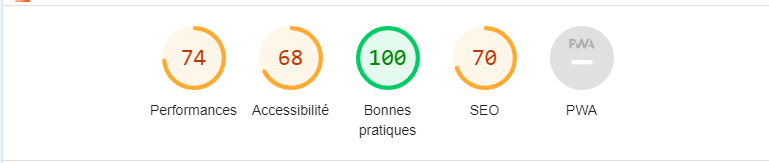 74 68 100 70 PWA
Performances Accessibilité Bonnes pratiques SEO PWA